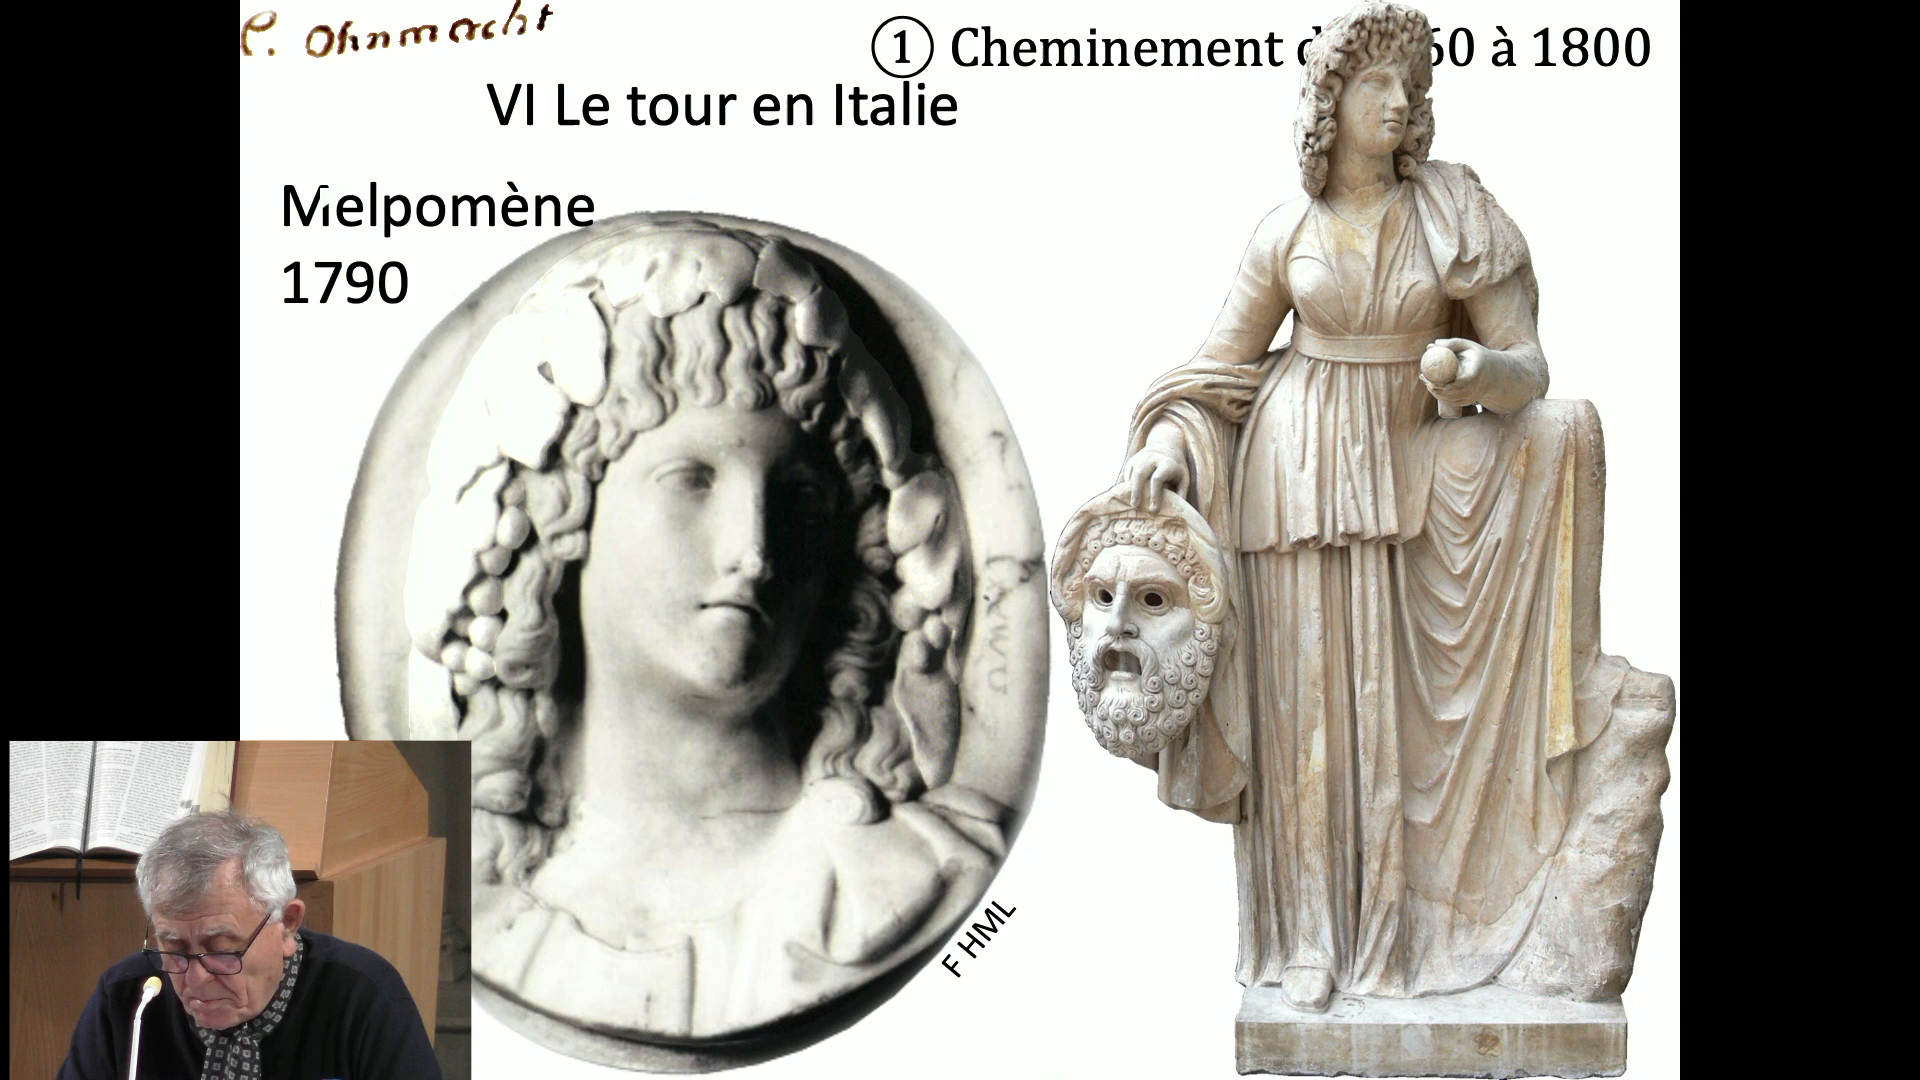 C. Ohnmacht
① Cheminement d 60 à 1800
VI Le tour en Italie
Melpomène
1790
F HML